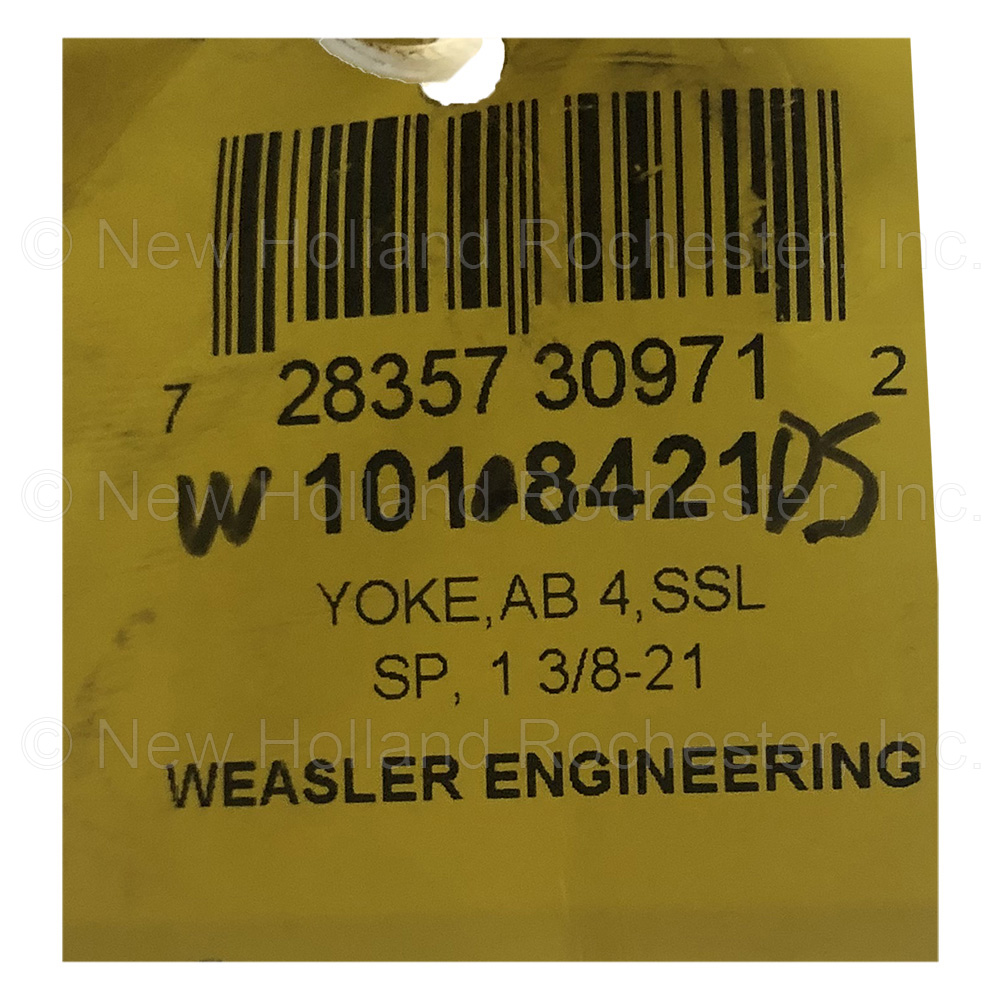 7 28357 30971 2
© New Holland Rochester, Inc.
W 101-8421DS
© New Holland Rochester, Inc.
YOKE, AB 4, SSL
SP, 1 3/8-21
© New Holland Rochester, Inc.
WEASLER ENGINEERING